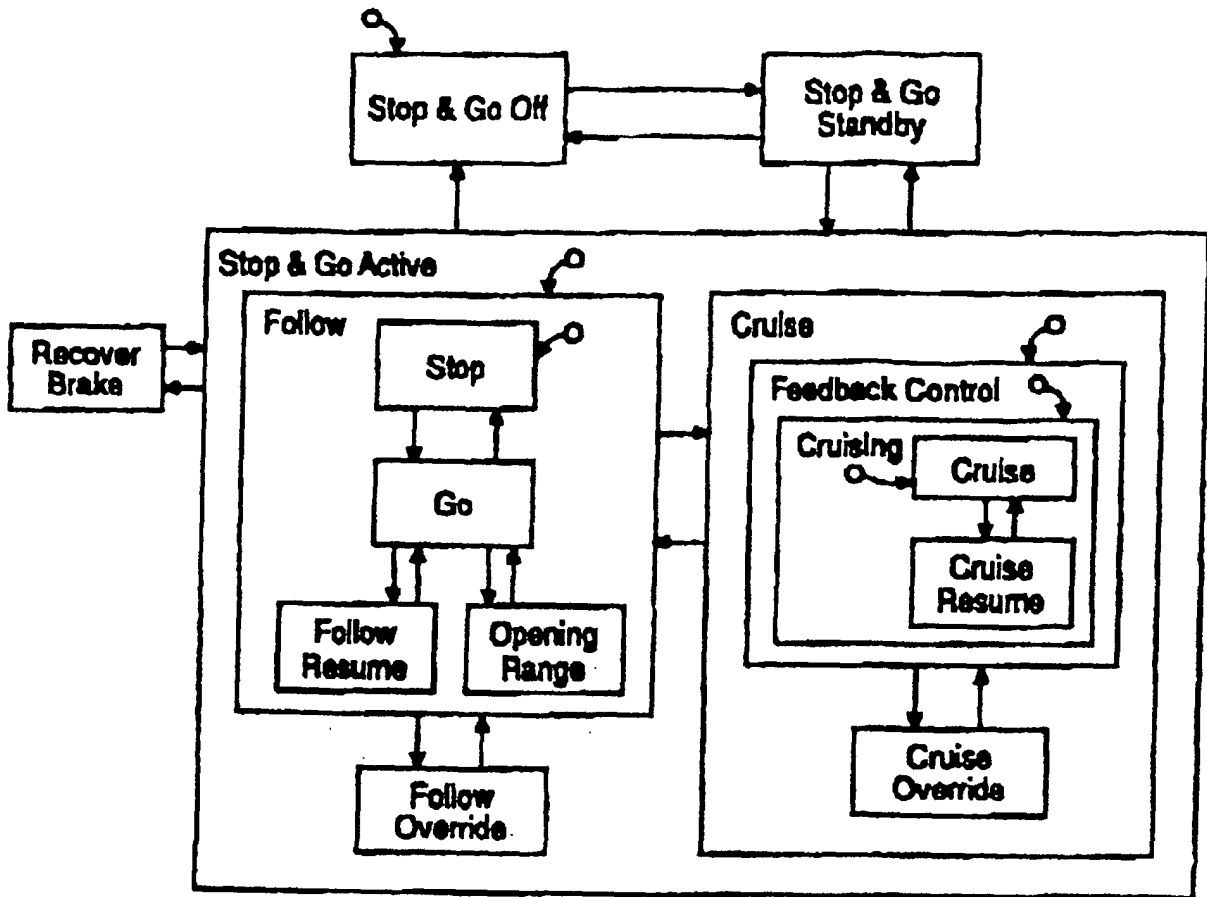 Stop & Go Off
Stop & Go
Standby
Stop & Go Active
Recover
Brake
Follow
Stop
Go
Follow
Resume
Opening
Range
Follow
Override
Cruise
Feedback Control
Cruising
Cruise
Cruise
Resume
Cruise
Override